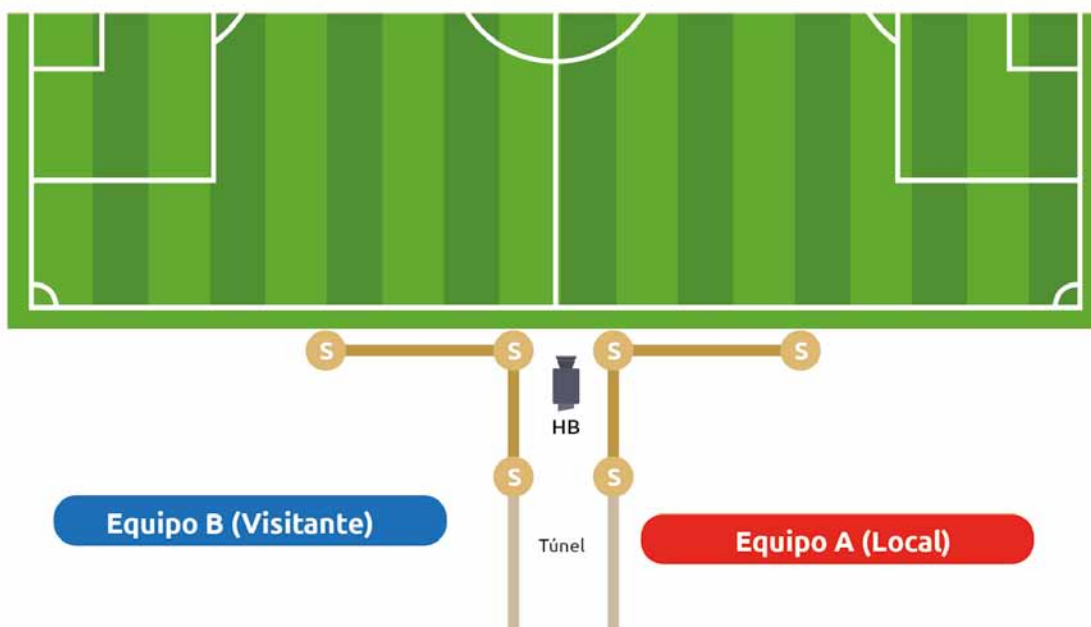 S S S S
HB
S S
Equipo B (Visitante)
Túnel
Equipo A (Local)